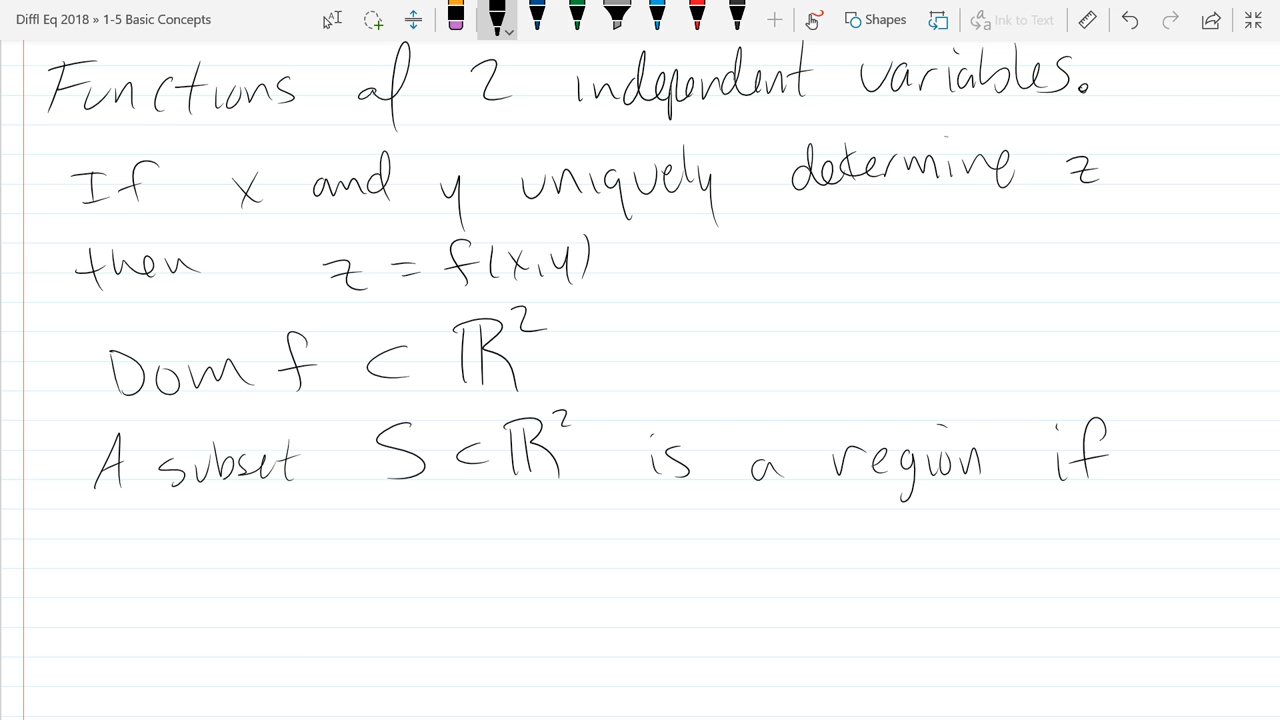 Diffl Eq 2018 » 1-5 Basic Concepts Shapes Ink to Text
Functions of 2 independent variables.
If x and y uniquely determine z
then z = f(x,y)
Dom f ⊂ ℝ²
A subset S ⊂ ℝ² is a region if